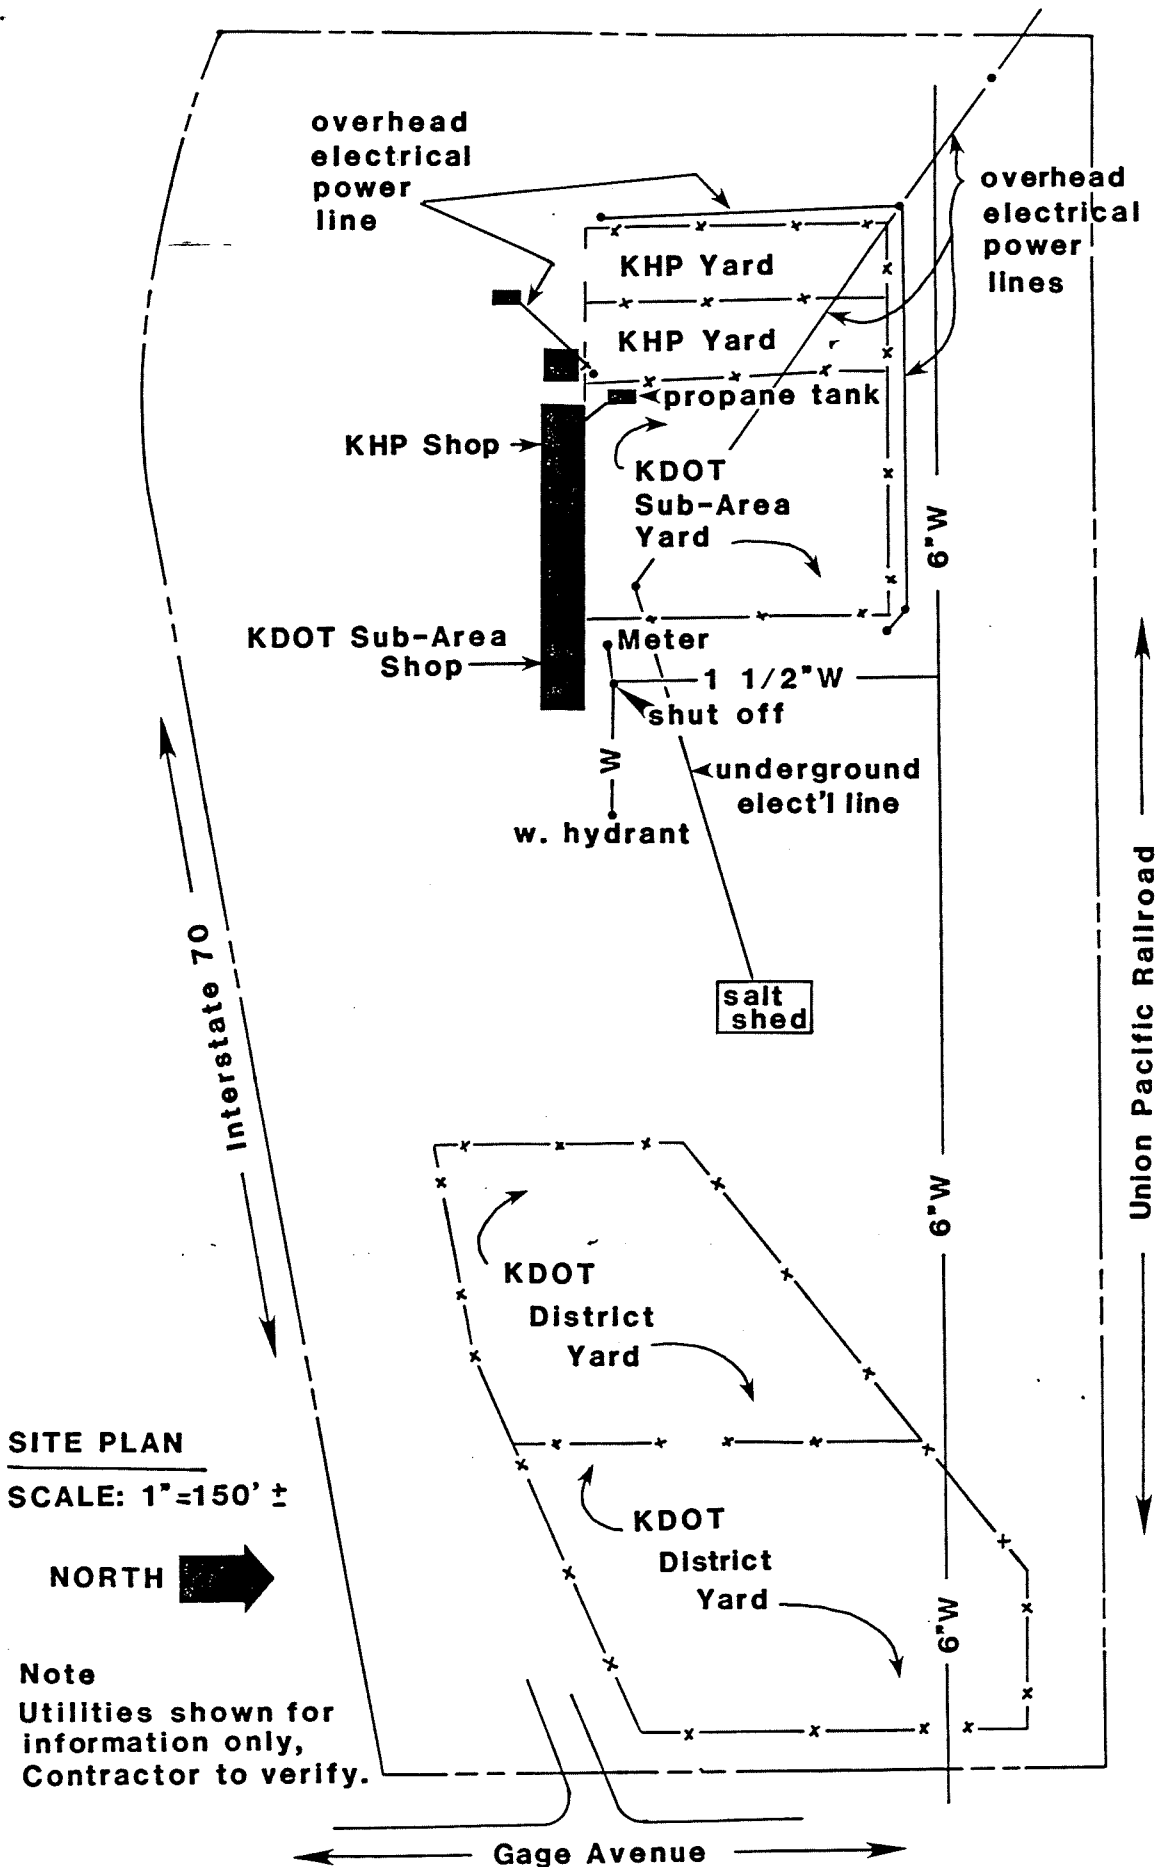 overhead
electrical
power
line
overhead
electrical
power
lines
KHP Yard
KHP Yard
propane tank
KHP Shop
KDOT
Sub-Area
Yard
6"W
KDOT Sub-Area
Shop
Meter
1 1/2"W
shut off
W
underground
elect'l line
w. hydrant
Interstate 70
salt
shed
Union Pacific Railroad
6"W
KDOT
District
Yard
SITE PLAN
SCALE: 1"=150' ±
KDOT
District
Yard
NORTH
6"W
Note
Utilities shown for
information only,
Contractor to verify.
Gage Avenue